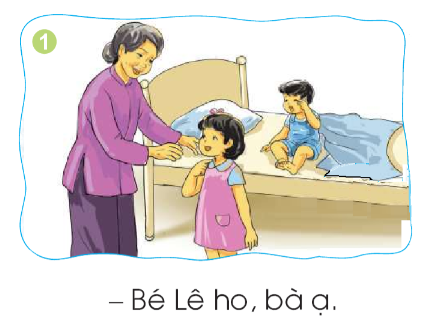 1
– Bé Lê ho, bà ạ.